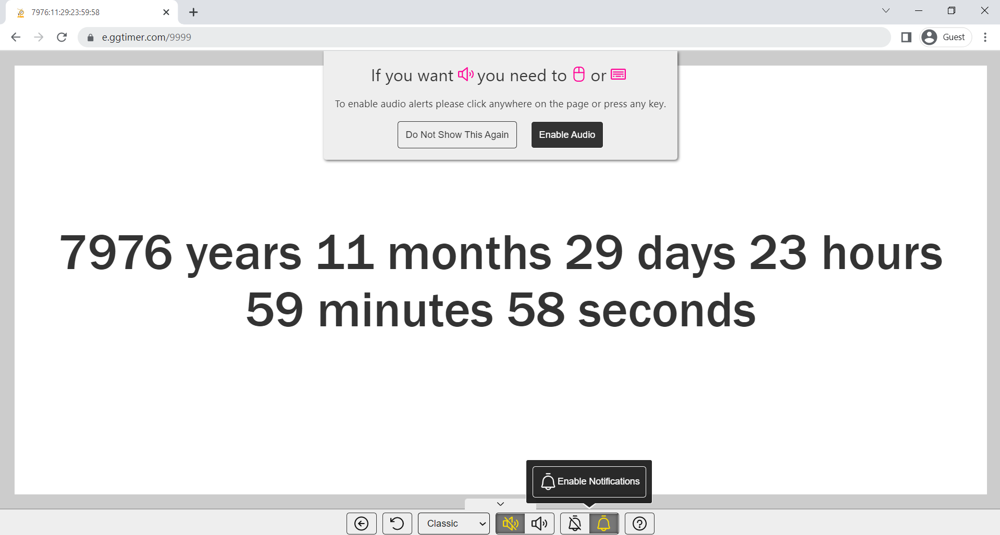 7976:11:29:23:59:58
e.ggtimer.com/9999
Guest
If you want you need to or
To enable audio alerts please click anywhere on the page or press any key.
Do Not Show This Again
Enable Audio
7976 years 11 months 29 days 23 hours
59 minutes 58 seconds
Enable Notifications
Classic